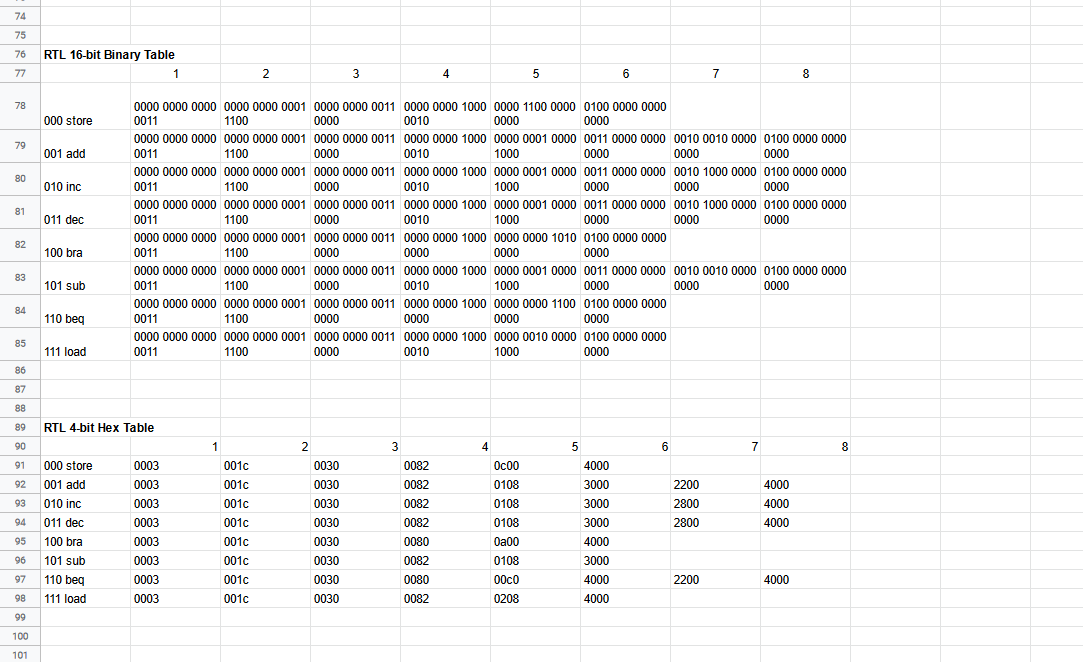 74
75
76 RTL 16-bit Binary Table
77 1 2 3 4 5 6 7 8
0000 0000 0000 0000 0000 0001 0000 0000 0011 0000 0000 1000 0000 1100 0000 0100 0000 0000
78 000 store 0011 1100 0000 0010 0000 0000
0000 0000 0000 0000 0000 0001 0000 0000 0011 0000 0000 1000 0000 0001 0000 0011 0000 0000 0010 0010 0000 0100 0000 0000
79 001 add 0011 1100 0000 0010 1000 0000 0000 0000
0000 0000 0000 0000 0000 0001 0000 0000 0011 0000 0000 1000 0000 0001 0000 0011 0000 0000 0010 1000 0000 0100 0000 0000
80 010 inc 0011 1100 0000 0010 1000 0000 0000 0000
0000 0000 0000 0000 0000 0001 0000 0000 0011 0000 0000 1000 0000 0001 0000 0011 0000 0000 0010 1000 0000 0100 0000 0000
81 011 dec 0011 1100 0000 0010 1000 0000 0000 0000
0000 0000 0000 0000 0000 0001 0000 0000 0011 0000 0000 1000 0000 0000 1010 0100 0000 0000
82 100 bra 0011 1100 0000 0000 0000 0000
0000 0000 0000 0000 0000 0001 0000 0000 0011 0000 0000 1000 0000 0001 0000 0011 0000 0000 0010 0010 0000 0100 0000 0000
83 101 sub 0011 1100 0000 0010 1000 0000 0000 0000
0000 0000 0000 0000 0000 0001 0000 0000 0011 0000 0000 1000 0000 0000 1100 0100 0000 0000
84 110 beq 0011 1100 0000 0000 0000 0000
0000 0000 0000 0000 0000 0001 0000 0000 0011 0000 0000 1000 0000 0010 0000 0100 0000 0000
85 111 load 0011 1100 0000 0010 1000 0000
86
87
88
89 RTL 4-bit Hex Table
90 1 2 3 4 5 6 7 8
91 000 store 0003 001c 0030 0082 0c00 4000
92 001 add 0003 001c 0030 0082 0108 3000 2200 4000
93 010 inc 0003 001c 0030 0082 0108 3000 2800 4000
94 011 dec 0003 001c 0030 0082 0108 3000 2800 4000
95 100 bra 0003 001c 0030 0080 0a00 4000
96 101 sub 0003 001c 0030 0082 0108 3000
97 110 beq 0003 001c 0030 0080 00c0 4000 2200 4000
98 111 load 0003 001c 0030 0082 0208 4000
99
100
101